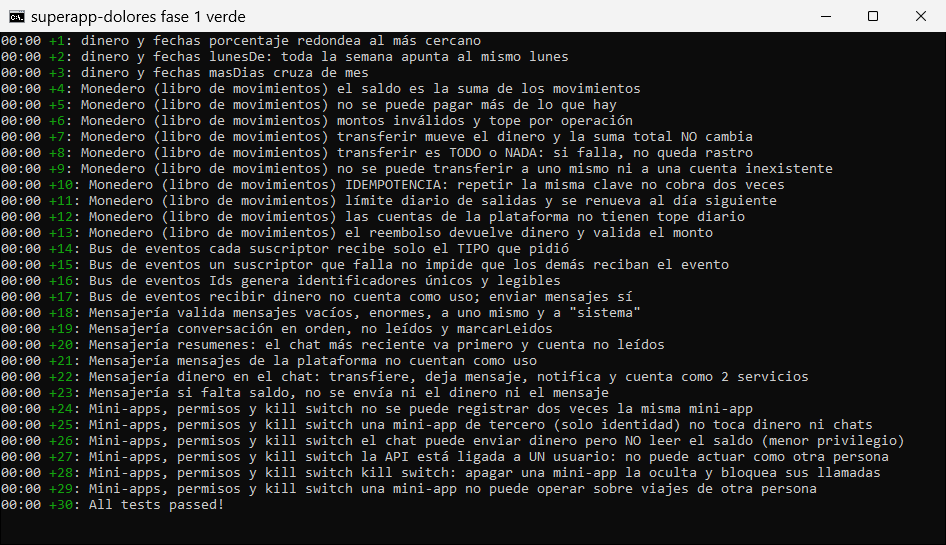 superapp-dolores fase 1 verde
00:00 +1: dinero y fechas porcentaje redondea al más cercano
00:00 +2: dinero y fechas lunesDe: toda la semana apunta al mismo lunes
00:00 +3: dinero y fechas masDias cruza de mes
00:00 +4: Monedero (libro de movimientos) el saldo es la suma de los movimientos
00:00 +5: Monedero (libro de movimientos) no se puede pagar más de lo que hay
00:00 +6: Monedero (libro de movimientos) montos inválidos y tope por operación
00:00 +7: Monedero (libro de movimientos) transferir mueve el dinero y la suma total NO cambia
00:00 +8: Monedero (libro de movimientos) transferir es TODO o NADA: si falla, no queda rastro
00:00 +9: Monedero (libro de movimientos) no se puede transferir a uno mismo ni a una cuenta inexistente
00:00 +10: Monedero (libro de movimientos) IDEMPOTENCIA: repetir la misma clave no cobra dos veces
00:00 +11: Monedero (libro de movimientos) límite diario de salidas y se renueva al día siguiente
00:00 +12: Monedero (libro de movimientos) las cuentas de la plataforma no tienen tope diario
00:00 +13: Monedero (libro de movimientos) el reembolso devuelve dinero y valida el monto
00:00 +14: Bus de eventos cada suscriptor recibe solo el TIPO que pidió
00:00 +15: Bus de eventos un suscriptor que falla no impide que los demás reciban el evento
00:00 +16: Bus de eventos Ids genera identificadores únicos y legibles
00:00 +17: Bus de eventos recibir dinero no cuenta como uso; enviar mensajes sí
00:00 +18: Mensajería valida mensajes vacíos, enormes, a uno mismo y a "sistema"
00:00 +19: Mensajería conversación en orden, no leídos y marcarLeidos
00:00 +20: Mensajería resumenes: el chat más reciente va primero y cuenta no leídos
00:00 +21: Mensajería mensajes de la plataforma no cuentan como uso
00:00 +22: Mensajería dinero en el chat: transfiere, deja mensaje, notifica y cuenta como 2 servicios
00:00 +23: Mensajería si falta saldo, no se envía ni el dinero ni el mensaje
00:00 +24: Mini-apps, permisos y kill switch no se puede registrar dos veces la misma mini-app
00:00 +25: Mini-apps, permisos y kill switch una mini-app de tercero (solo identidad) no toca dinero ni chats
00:00 +26: Mini-apps, permisos y kill switch el chat puede enviar dinero pero NO leer el saldo (menor privilegio)
00:00 +27: Mini-apps, permisos y kill switch la API está ligada a UN usuario: no puede actuar como otra persona
00:00 +28: Mini-apps, permisos y kill switch kill switch: apagar una mini-app la oculta y bloquea sus llamadas
00:00 +29: Mini-apps, permisos y kill switch una mini-app no puede operar sobre viajes de otra persona
00:00 +30: All tests passed!